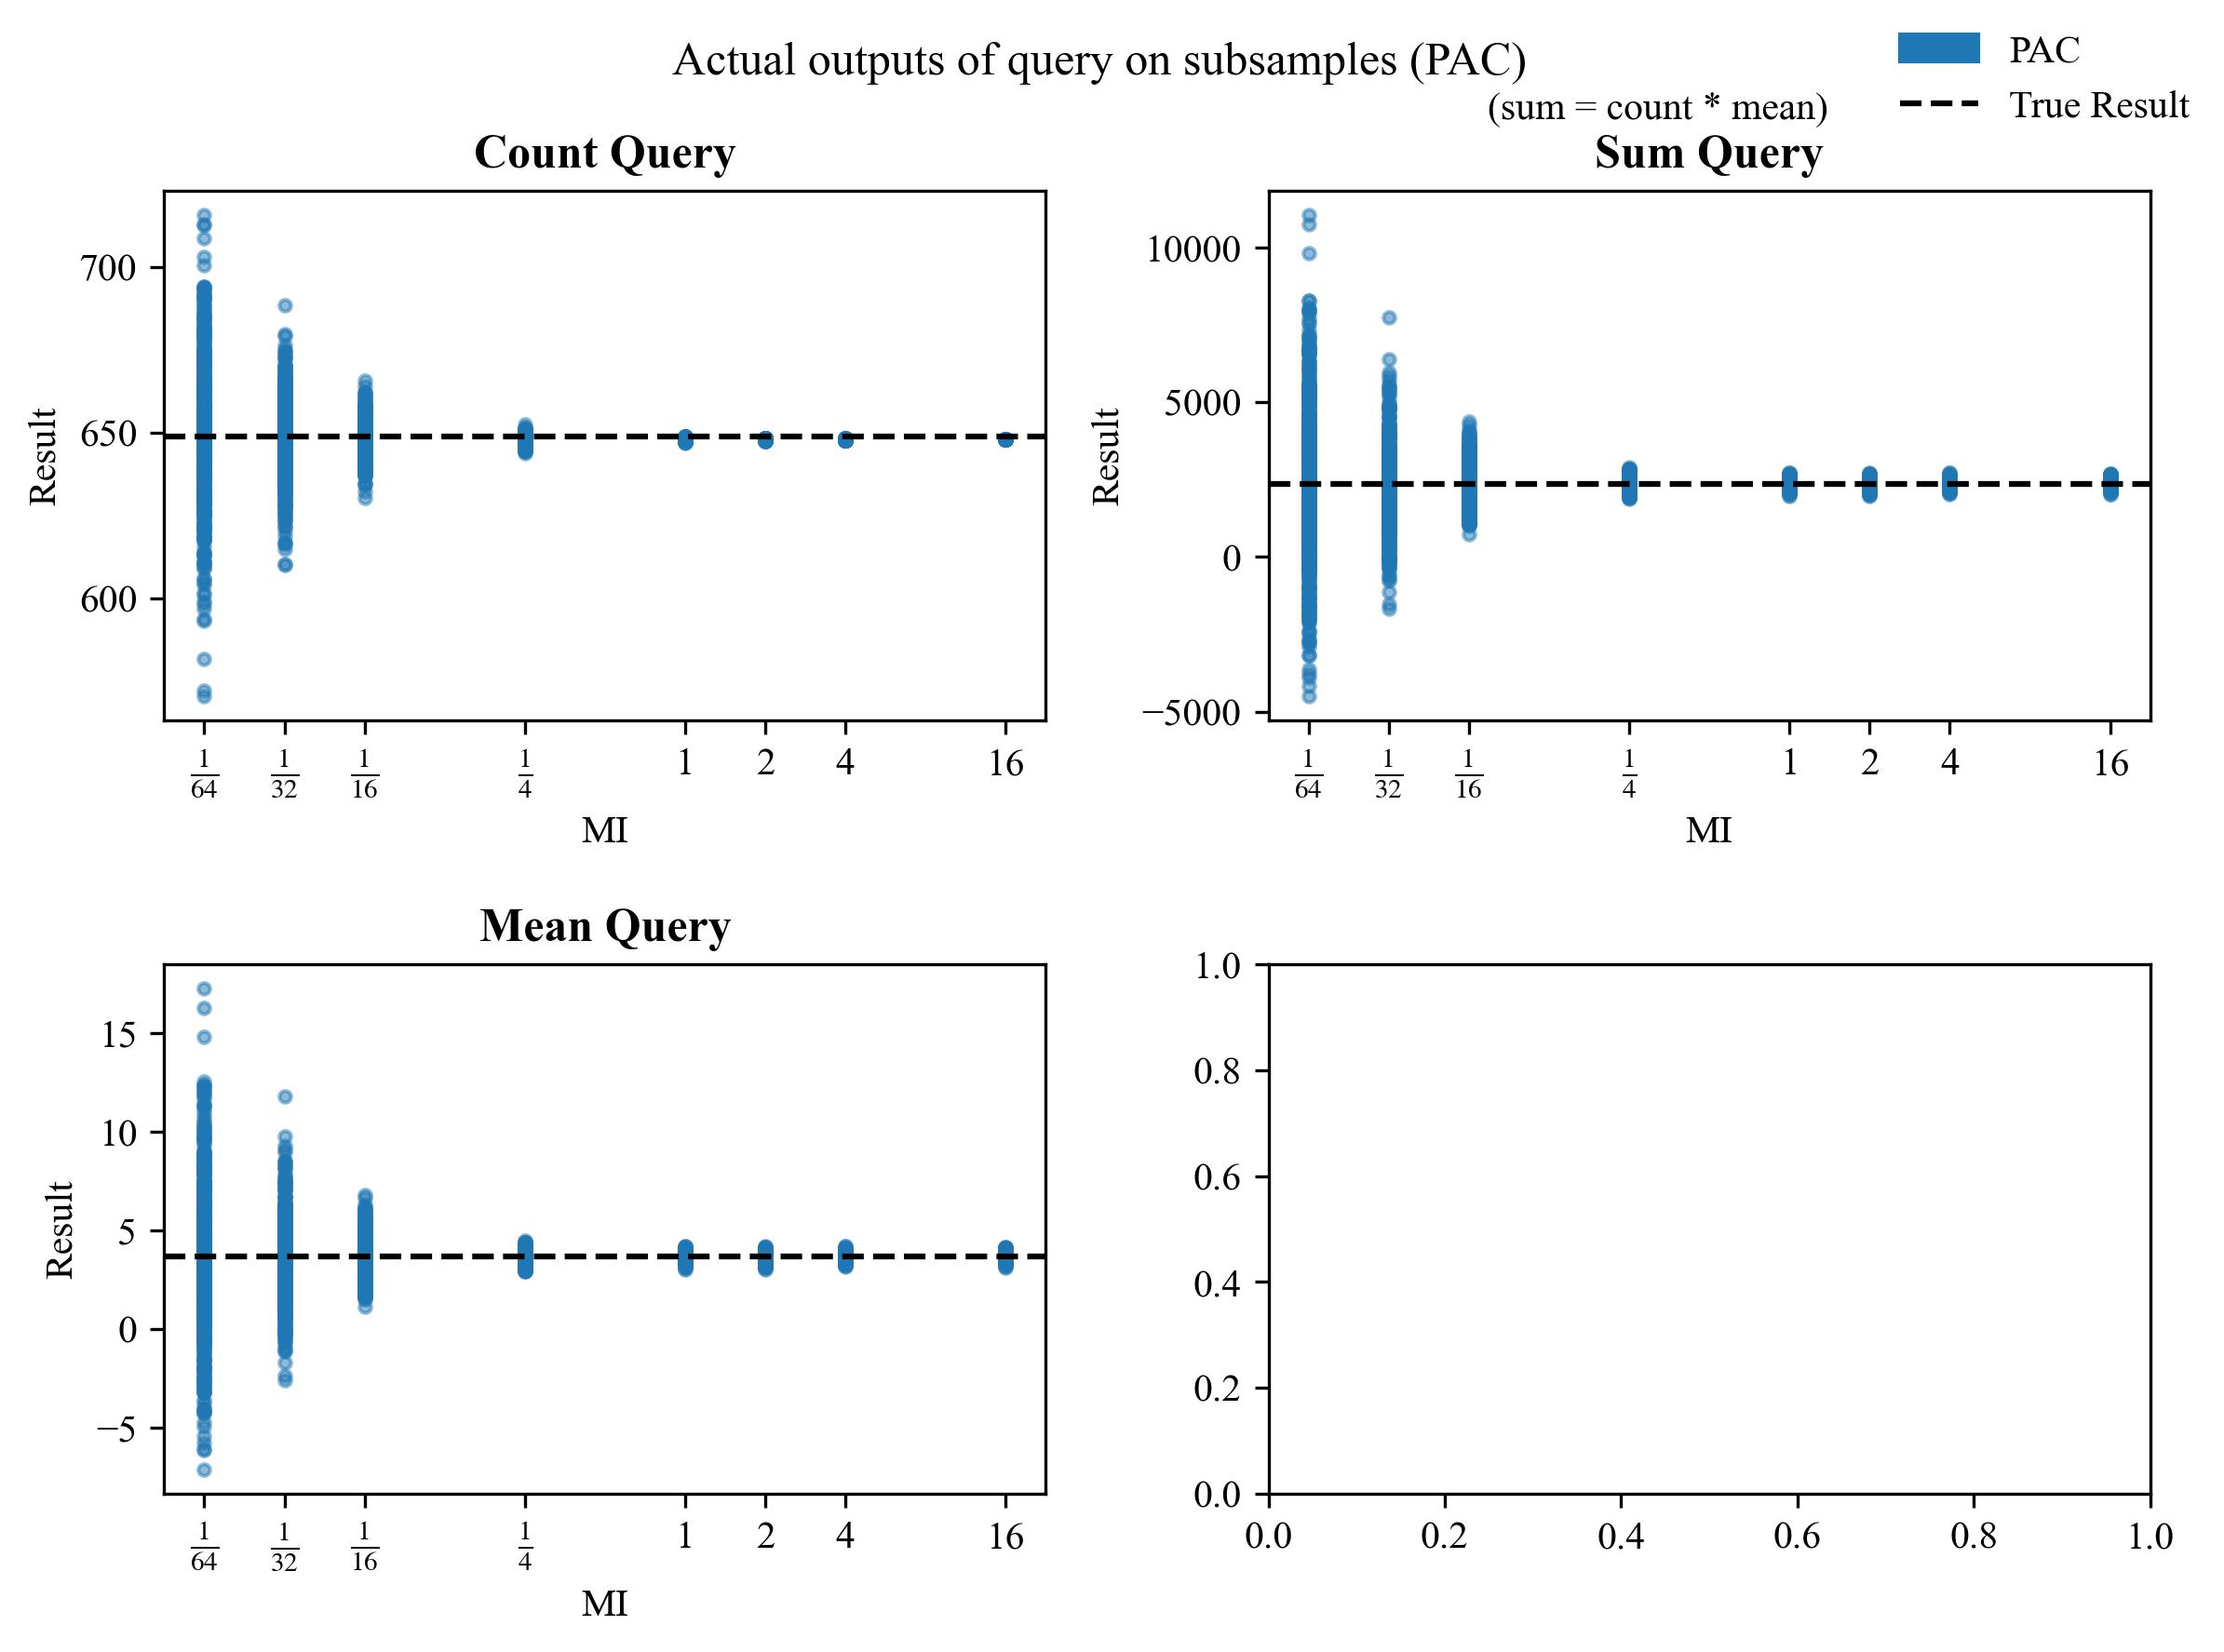 Actual outputs of query on subsamples (PAC)
PAC
True Result
(sum = count * mean)
Count Query
700
650
600
Result
1/64 1/32 1/16 1/4 1 2 4 16
MI
Sum Query
10000
5000
0
−5000
Result
1/64 1/32 1/16 1/4 1 2 4 16
MI
Mean Query
15
10
5
0
−5
Result
1/64 1/32 1/16 1/4 1 2 4 16
MI
1.0
0.8
0.6
0.4
0.2
0.0
0.0 0.2 0.4 0.6 0.8 1.0